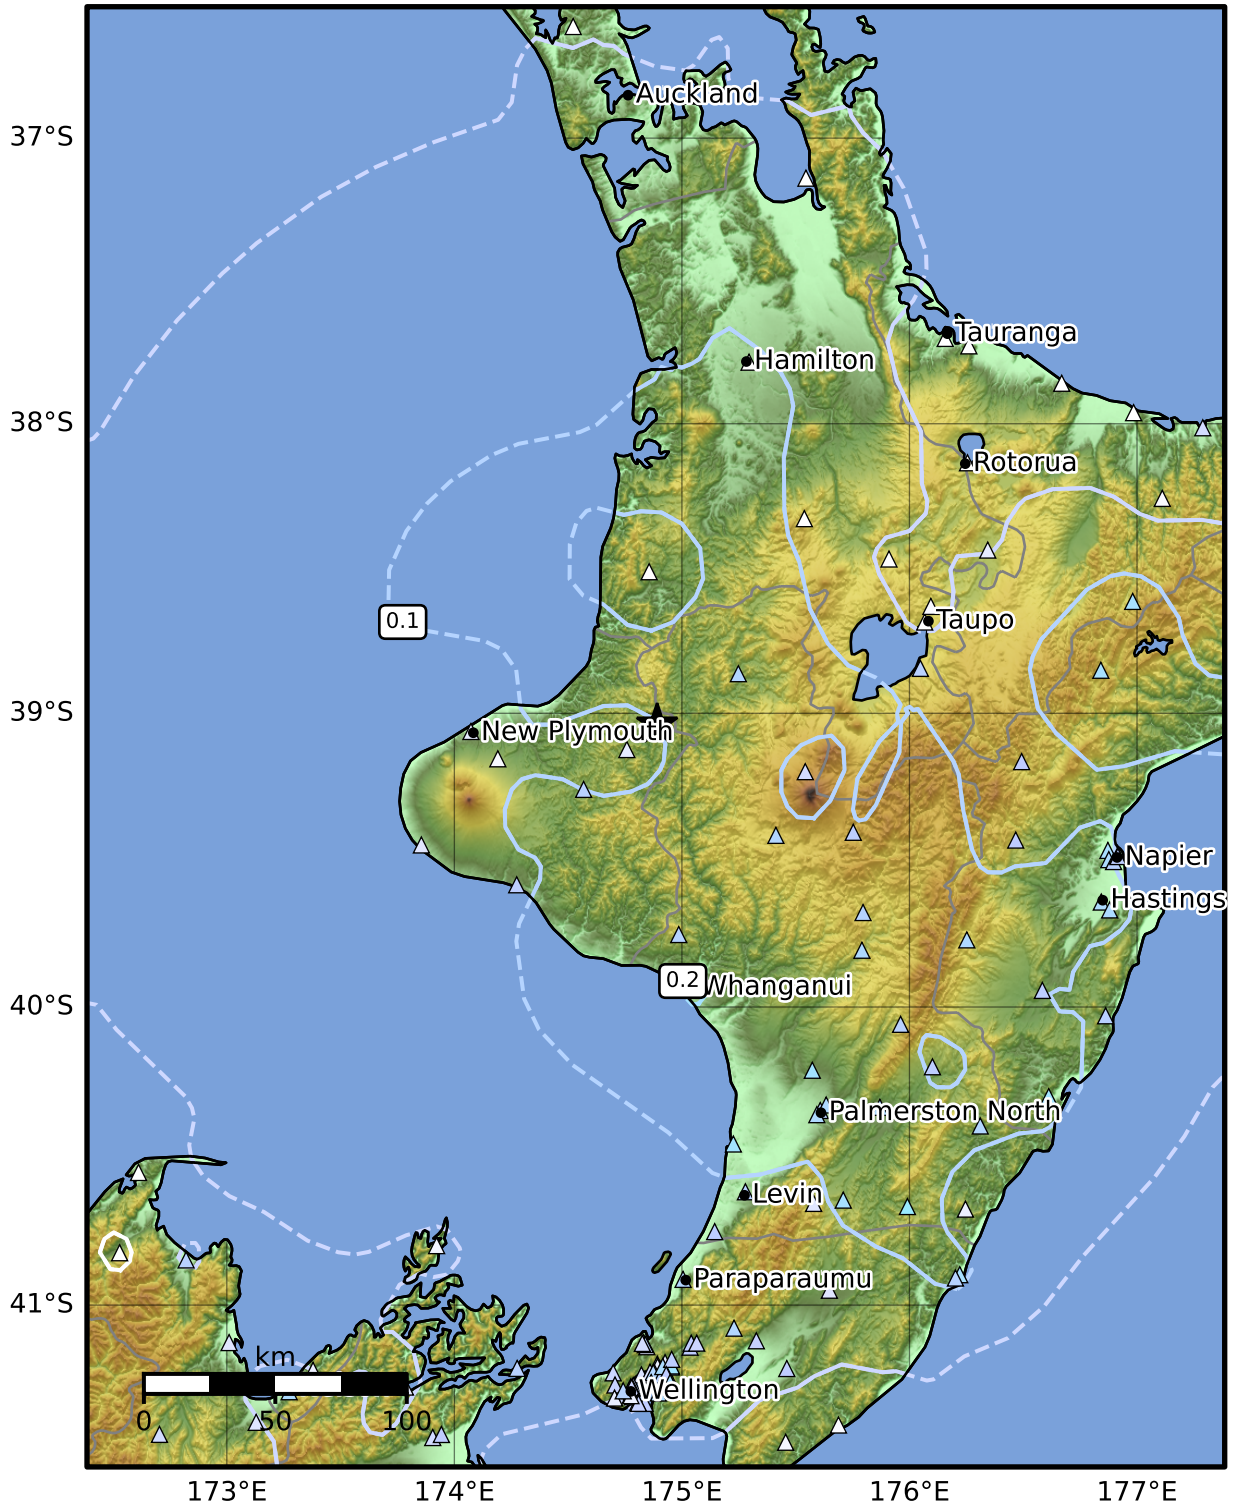 Auckland
37°S
Tauranga
Hamilton
38°S
Rotorua
0.1
Taupo
39°S
New Plymouth
Napier
Hastings
0.2
Whanganui
40°S
Palmerston North
Levin
Paraparaumu
41°S
km
Wellington
0 50 100
173°E 174°E 175°E 176°E 177°E